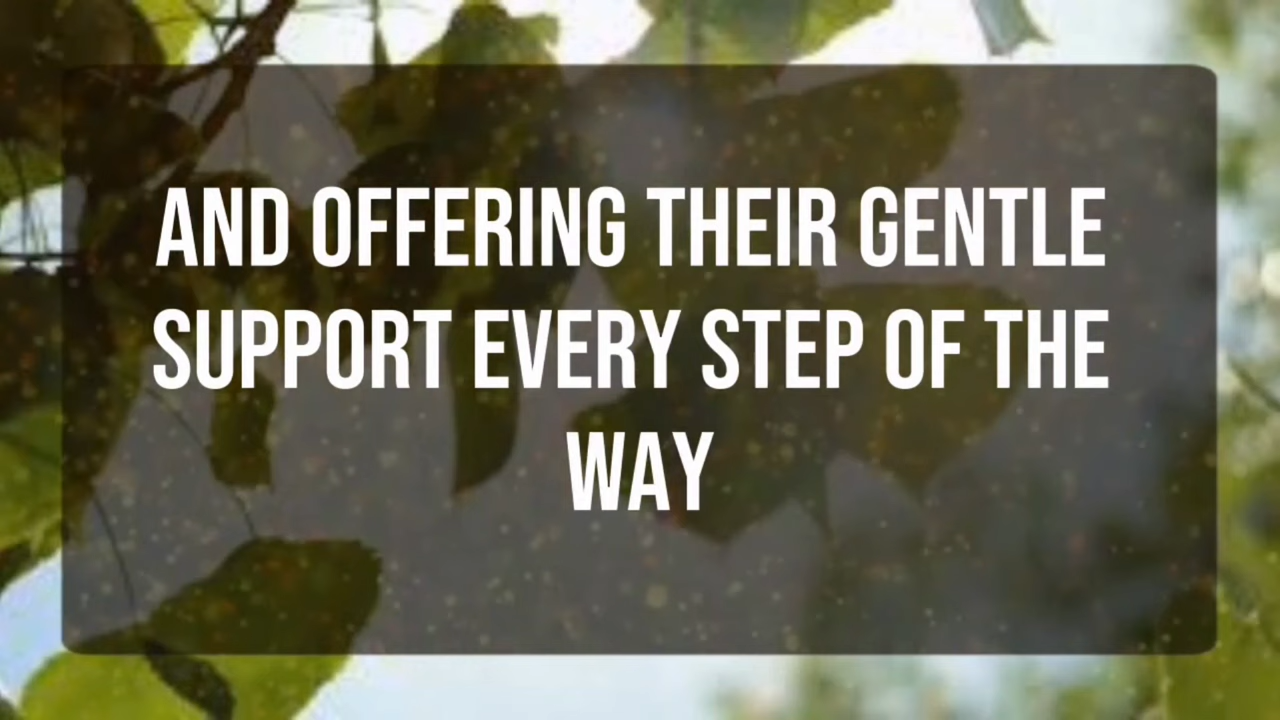 AND OFFERING THEIR GENTLE
SUPPORT EVERY STEP OF THE
WAY